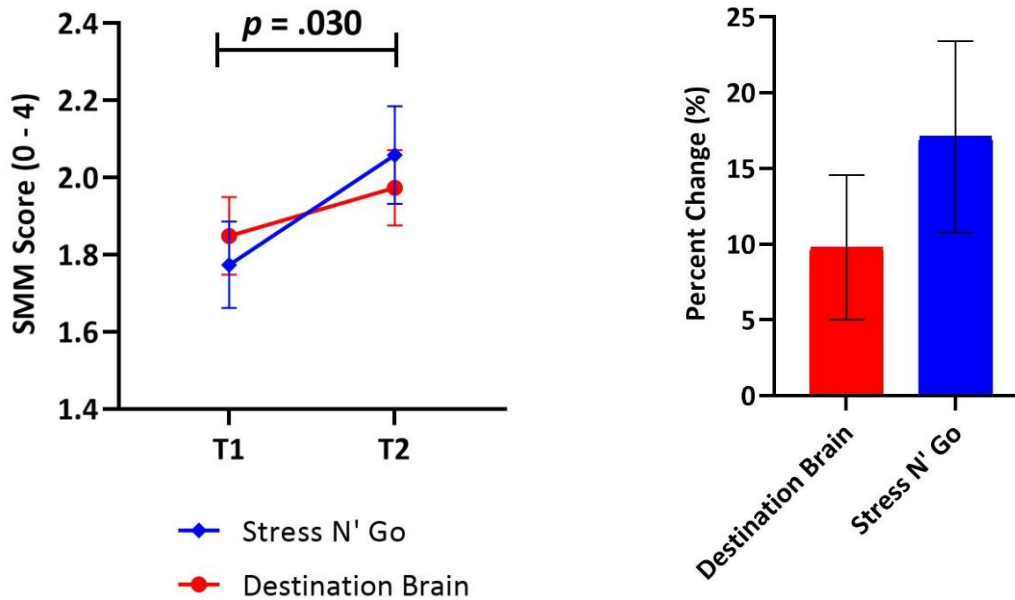 p = .030
SMM Score (0 - 4)
2.4
2.2
2.0
1.8
1.6
1.4
T1 T2
Stress N' Go
Destination Brain
Percent Change (%)
25
20
15
10
5
0
Destination Brain
Stress N' Go